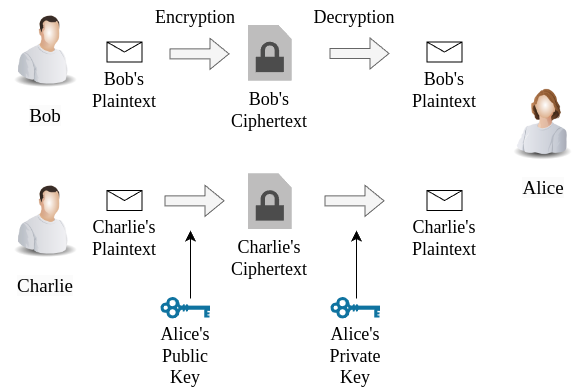 Encryption
Decryption
Bob's
Plaintext
Bob's
Ciphertext
Bob's
Plaintext
Bob
Alice
Charlie's
Plaintext
Charlie's
Ciphertext
Charlie's
Plaintext
Charlie
Alice's
Public
Key
Alice's
Private
Key